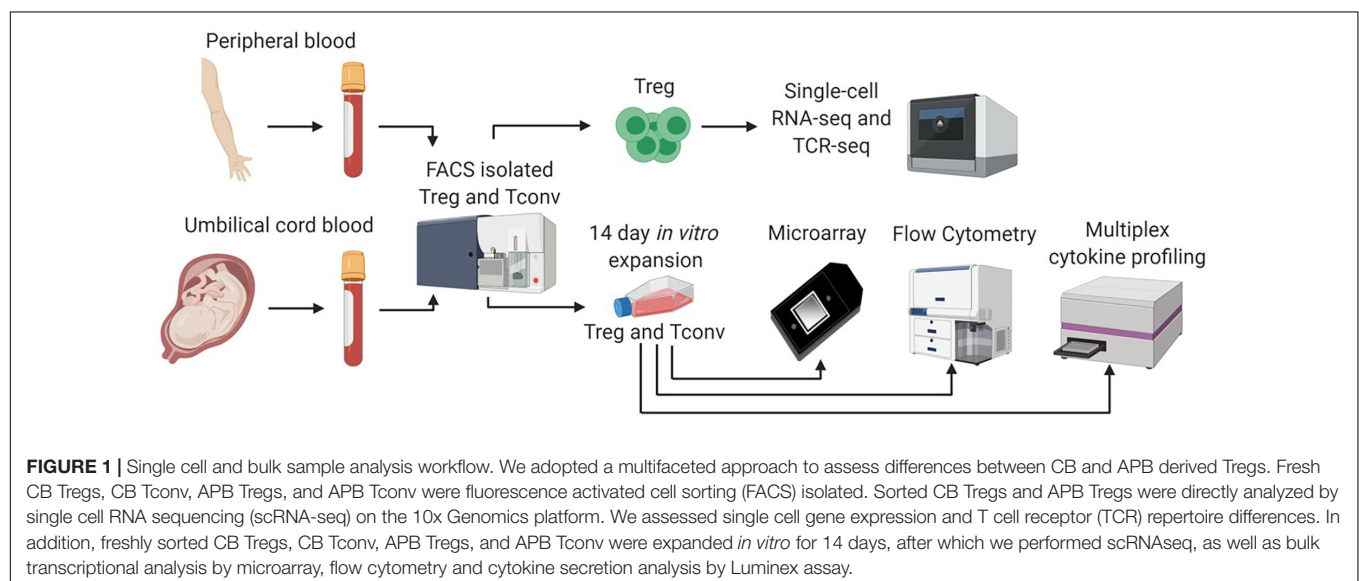 Peripheral blood
Treg
Single-cell
RNA-seq and
TCR-seq
FACS isolated
Treg and Tconv
Umbilical cord blood
14 day in vitro
expansion
Treg and Tconv
Microarray
Flow Cytometry
Multiplex
cytokine profiling
FIGURE 1 | Single cell and bulk sample analysis workflow. We adopted a multifaceted approach to assess differences between CB and APB derived Tregs. Fresh
CB Tregs, CB Tconv, APB Tregs, and APB Tconv were fluorescence activated cell sorting (FACS) isolated. Sorted CB Tregs and APB Tregs were directly analyzed by
single cell RNA sequencing (scRNA-seq) on the 10x Genomics platform. We assessed single cell gene expression and T cell receptor (TCR) repertoire differences. In
addition, freshly sorted CB Tregs, CB Tconv, APB Tregs, and APB Tconv were expanded in vitro for 14 days, after which we performed scRNAseq, as well as bulk
transcriptional analysis by microarray, flow cytometry and cytokine secretion analysis by Luminex assay.